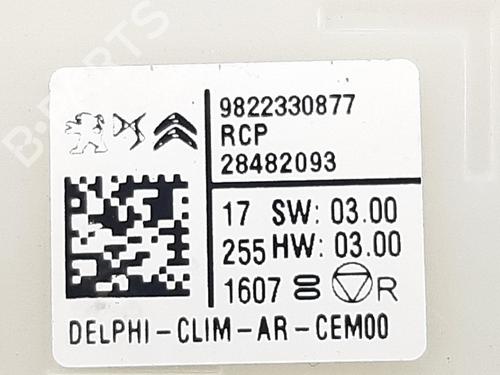 B-PARTS
9822330877
RCP
28482093
17 SW: 03.00
255 HW: 03.00
1607 R
DELPHI-CLIM-AR-CEM00